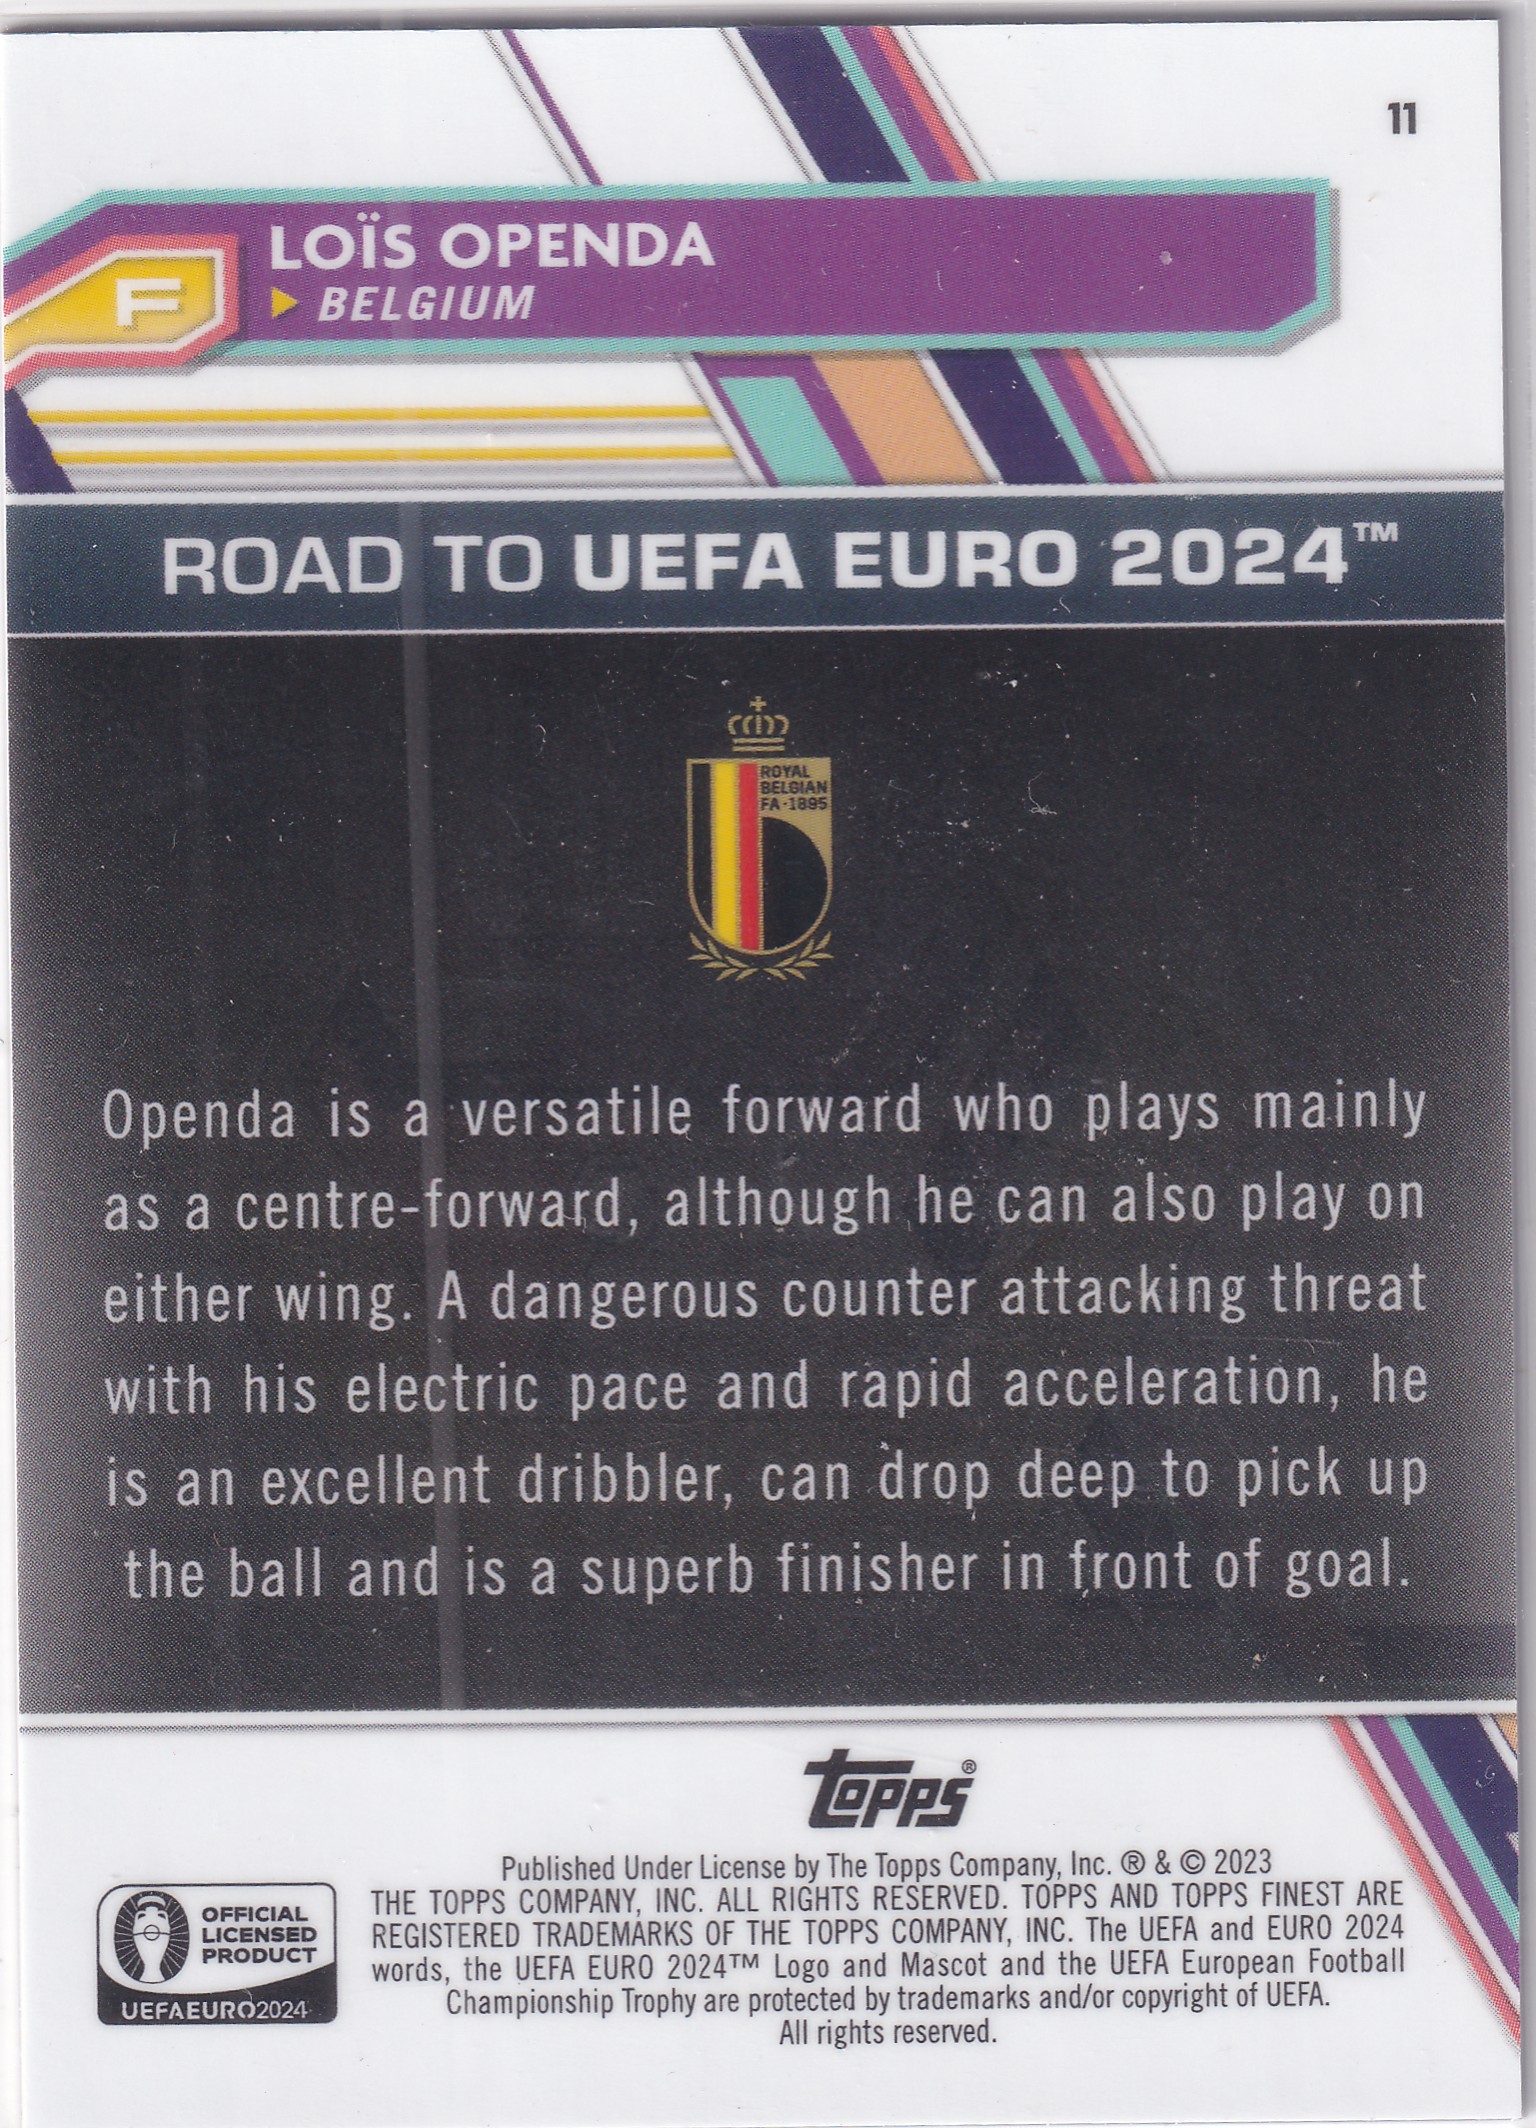 11
LOÏS OPENDA
F
BELGIUM
ROAD TO UEFA EURO 2024™
ROYAL
BELGIAN
FA·1895
Openda is a versatile forward who plays mainly
as a centre-forward, although he can also play on
either wing. A dangerous counter attacking threat
with his electric pace and rapid acceleration, he
is an excellent dribbler, can drop deep to pick up
the ball and is a superb finisher in front of goal.
topps®
Published Under License by The Topps Company, Inc. ® & © 2023
THE TOPPS COMPANY, INC. ALL RIGHTS RESERVED. TOPPS AND TOPPS FINEST ARE
REGISTERED TRADEMARKS OF THE TOPPS COMPANY, INC. The UEFA and EURO 2024
words, the UEFA EURO 2024™ Logo and Mascot and the UEFA European Football
Championship Trophy are protected by trademarks and/or copyright of UEFA.
All rights reserved.
OFFICIAL
LICENSED
PRODUCT
UEFAEURO2024